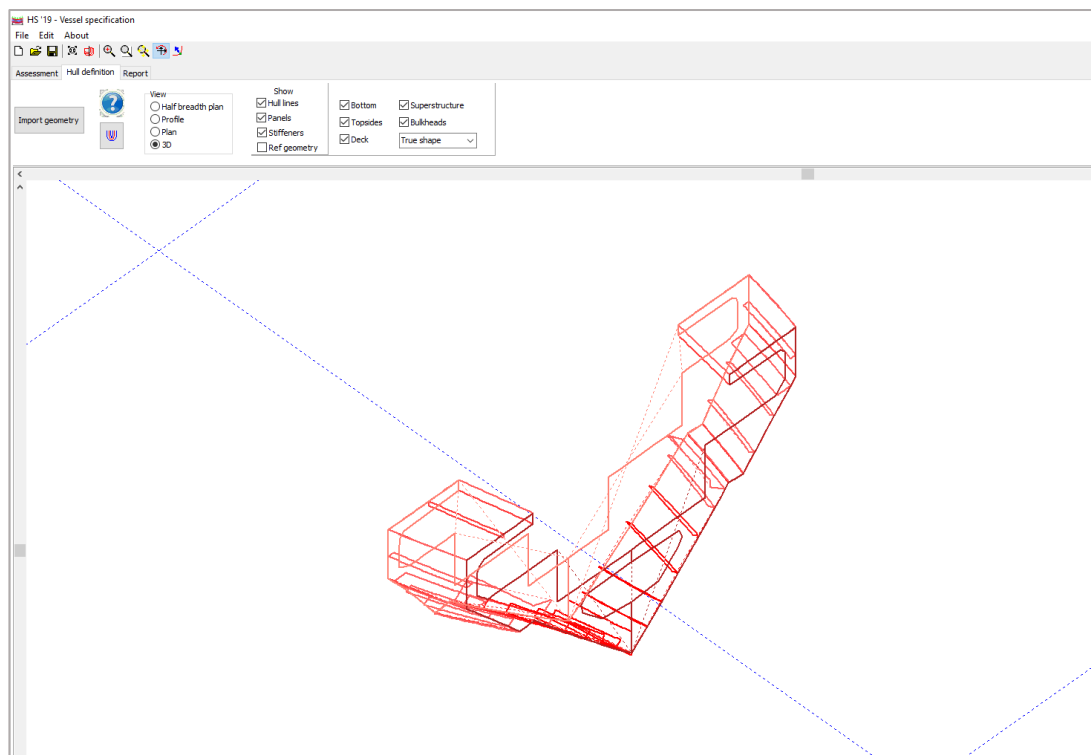 HS '19 - Vessel specification
File Edit About
Assessment Hull definition Report
Import geometry
View
Half breadth plan
Profile
Plan
3D
Show
Hull lines
Panels
Stiffeners
Ref geometry
Bottom Superstructure
Topsides Bulkheads
Deck True shape